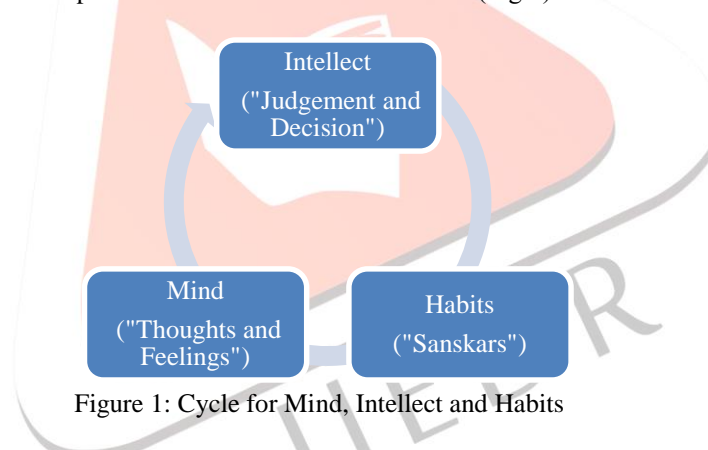 Intellect
("Judgement and
Decision")
Mind
("Thoughts and
Feelings")
Habits
("Sanskars")
Figure 1: Cycle for Mind, Intellect and Habits